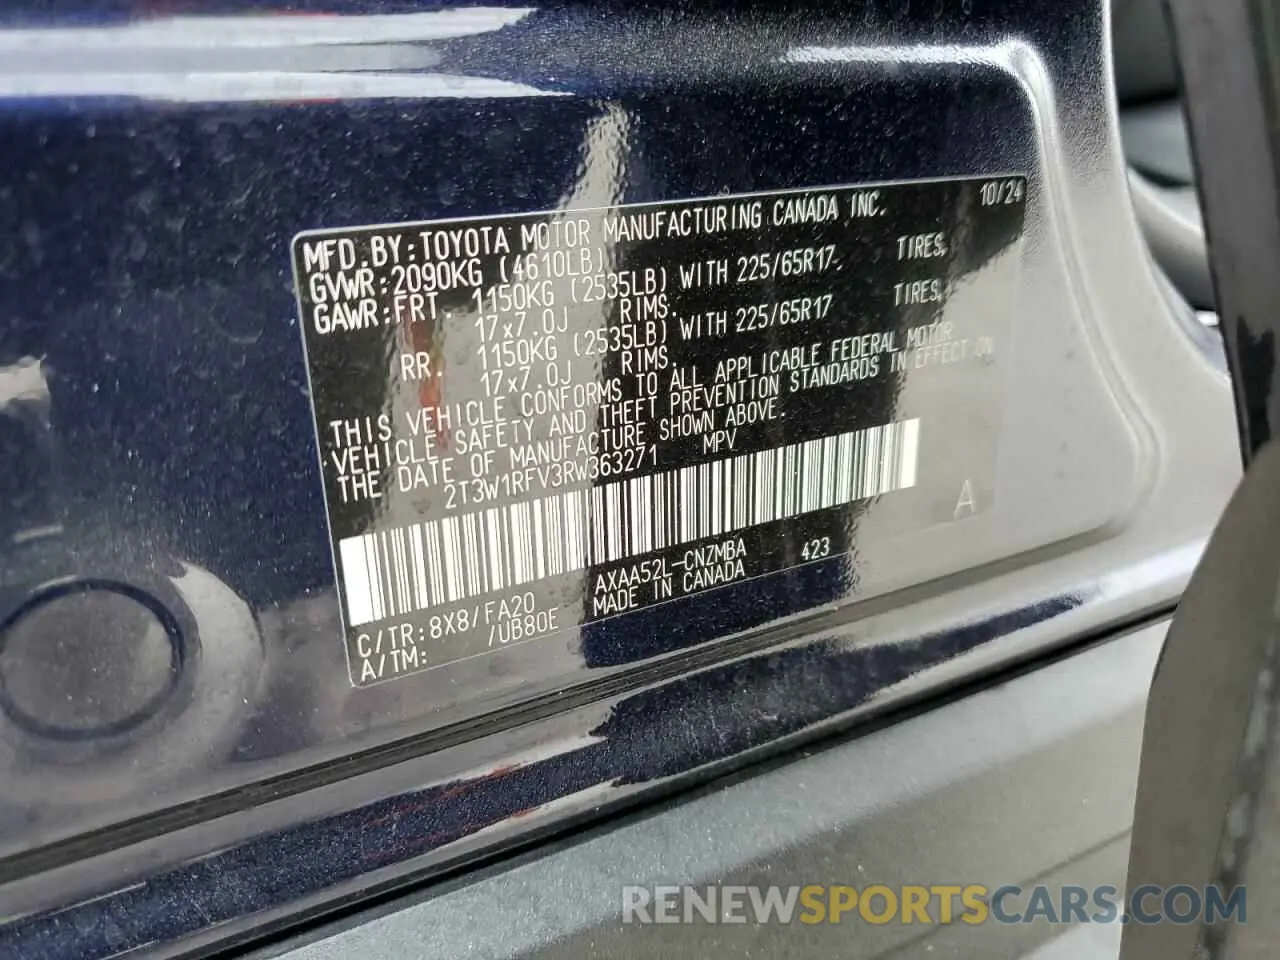 MFD.BY:TOYOTA MOTOR MANUFACTURING CANADA INC. 10/24
GVWR:2090KG (4610LB)
GAWR:FRT. 1150KG (2535LB) WITH 225/65R17 TIRES,
17x7.0J RIMS.
RR. 1150KG (2535LB) WITH 225/65R17 TIRES,
17x7.0J RIMS.
THIS VEHICLE CONFORMS TO ALL APPLICABLE FEDERAL MOTOR
VEHICLE SAFETY AND THEFT PREVENTION STANDARDS IN EFFECT ON
THE DATE OF MANUFACTURE SHOWN ABOVE.
2T3W1RFV3RW363271 MPV
A
AXAA52L-CNZMBA 423
C/TR:8X8/FA20 MADE IN CANADA
A/TM: /UB80E
RENEWSPORTSCARS.COM